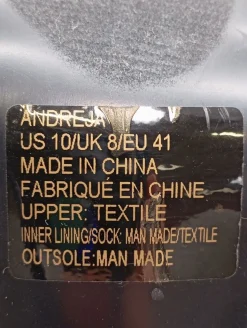 ANDREJA
US 10/UK 8/EU 41
MADE IN CHINA
FABRIQUÉ EN CHINE
UPPER: TEXTILE
INNER LINING/SOCK: MAN MADE/TEXTILE
OUTSOLE:MAN MADE